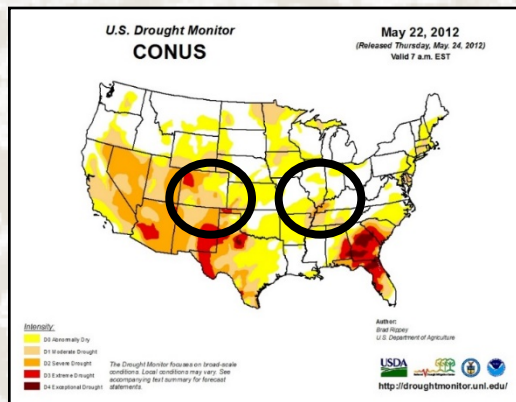 U.S. Drought Monitor
CONUS
May 22, 2012
(Released Thursday, May. 24, 2012)
Valid 7 a.m. EST
Intensity:
D0 Abnormally Dry
D1 Moderate Drought
D2 Severe Drought
D3 Extreme Drought
D4 Exceptional Drought
The Drought Monitor focuses on broad-scale
conditions. Local conditions may vary. See
accompanying text summary for forecast
statements.
Author:
Brad Rippey
U.S. Department of Agriculture
USDA
http://droughtmonitor.unl.edu/